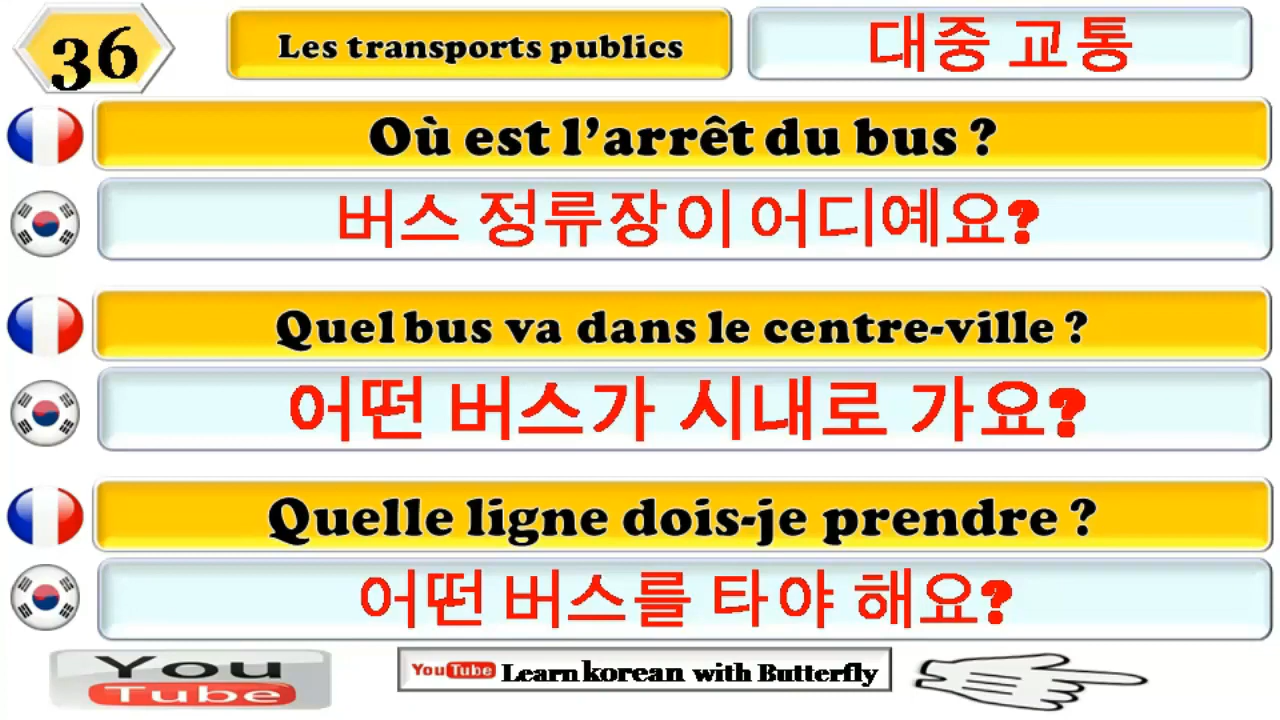 36
Les transports publics
대중 교통
Où est l’arrêt du bus ?
버스 정류장이 어디예요?
Quel bus va dans le centre-ville ?
어떤 버스가 시내로 가요?
Quelle ligne dois-je prendre ?
어떤 버스를 타야 해요?
You Tube
YouTube Learn korean with Butterfly